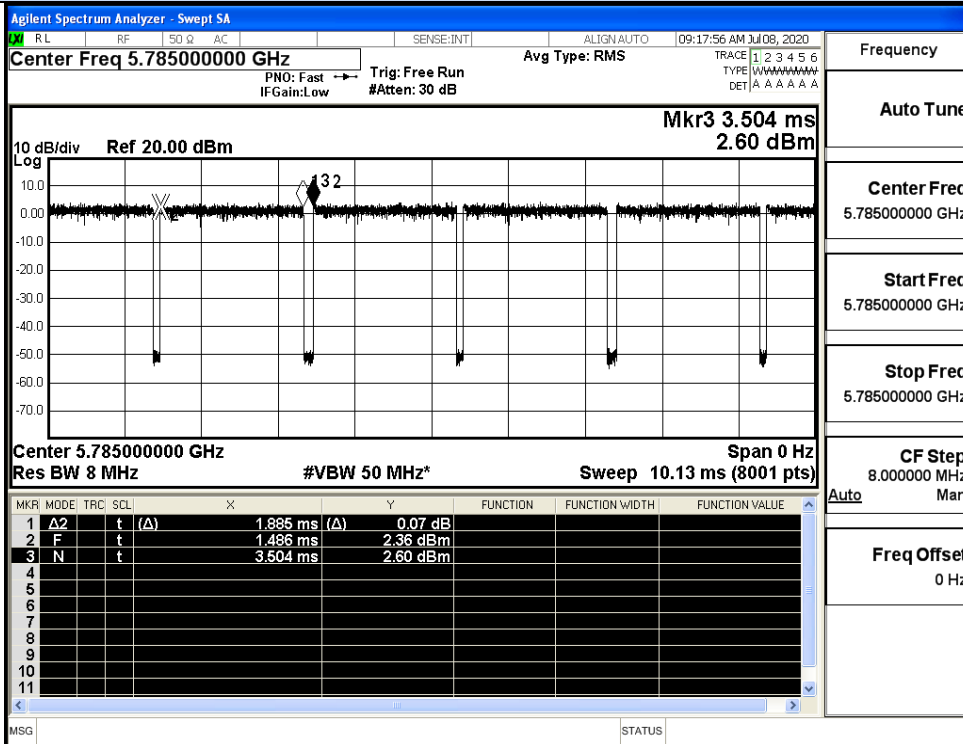 Agilent Spectrum Analyzer - Swept SA
LXI RL RF 50 Ω AC SENSE:INT ALIGN AUTO 09:17:56 AM Jul 08, 2020
Center Freq 5.785000000 GHz
PNO: Fast
IFGain:Low
Trig: Free Run
#Atten: 30 dB
Avg Type: RMS
TRACE 1 2 3 4 5 6
TYPE WWWWWW
DET A A A A A A
Frequency
Auto Tune
Center Freq
5.785000000 GHz
Start Freq
5.785000000 GHz
Stop Freq
5.785000000 GHz
CF Step
8.000000 MHz
Auto Man
Freq Offset
0 Hz
Mkr3 3.504 ms
2.60 dBm
10 dB/div Ref 20.00 dBm
Log
10.0
0.00
-10.0
-20.0
-30.0
-40.0
-50.0
-60.0
-70.0
1 3 2
Center 5.785000000 GHz Span 0 Hz
Res BW 8 MHz #VBW 50 MHz* Sweep 10.13 ms (8001 pts)
MKR MODE TRC SCL X Y FUNCTION FUNCTION WIDTH FUNCTION VALUE
1 Δ2 t (Δ) 1.885 ms (Δ) 0.07 dB
2 F t 1.486 ms 2.36 dBm
3 N t 3.504 ms 2.60 dBm
4
5
6
7
8
9
10
11
MSG STATUS